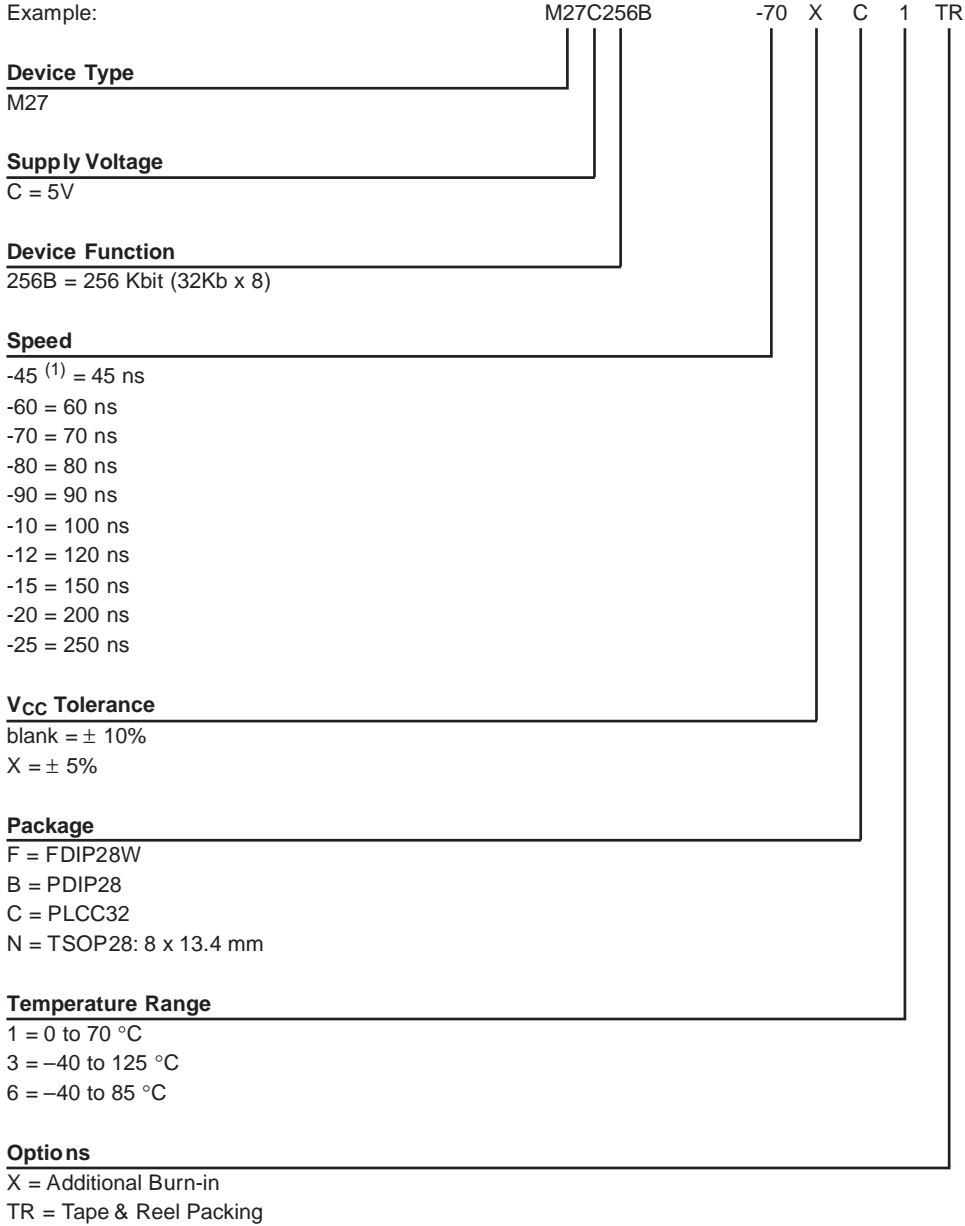 Example: M27C256B -70 X C 1 TR
Device Type
M27
Supply Voltage
C = 5V
Device Function
256B = 256 Kbit (32Kb x 8)
Speed
-45 (1) = 45 ns
-60 = 60 ns
-70 = 70 ns
-80 = 80 ns
-90 = 90 ns
-10 = 100 ns
-12 = 120 ns
-15 = 150 ns
-20 = 200 ns
-25 = 250 ns
VCC Tolerance
blank = ± 10%
X = ± 5%
Package
F = FDIP28W
B = PDIP28
C = PLCC32
N = TSOP28: 8 x 13.4 mm
Temperature Range
1 = 0 to 70 °C
3 = –40 to 125 °C
6 = –40 to 85 °C
Options
X = Additional Burn-in
TR = Tape & Reel Packing